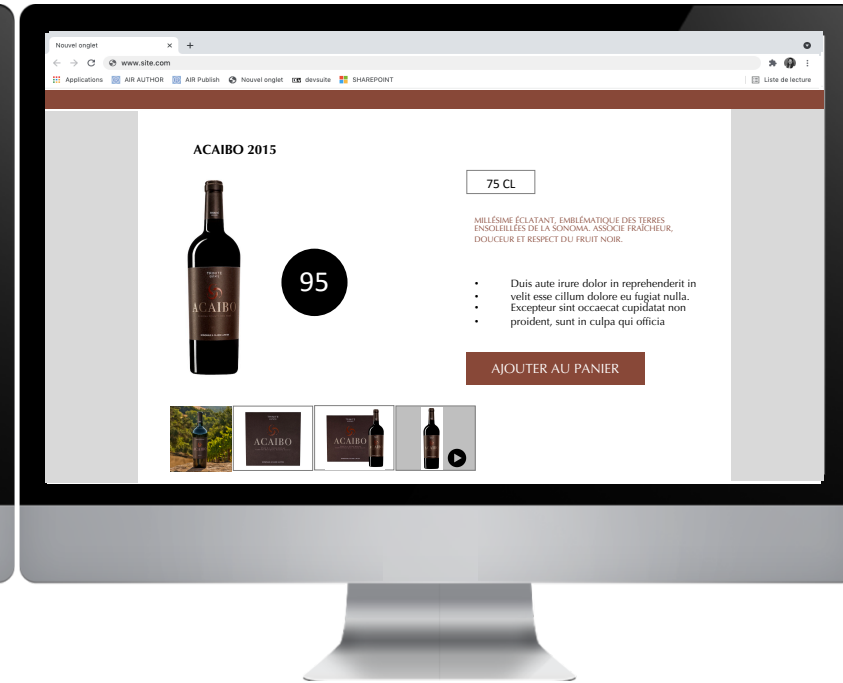 Nouvel onglet
www.site.com
Applications AIR AUTHOR AIR Publish Nouvel onglet devsuite SHAREPOINT Liste de lecture
ACAIBO 2015
75 CL
MILLÉSIME ÉCLATANT, EMBLÉMATIQUE DES TERRES
ENSOLEILLÉES DE LA SONOMA. ASSOCIE FRAÎCHEUR,
DOUCEUR ET RESPECT DU FRUIT NOIR.
ACAIBO
95
• Duis aute irure dolor in reprehenderit in
• velit esse cillum dolore eu fugiat nulla.
• Excepteur sint occaecat cupidatat non
• proident, sunt in culpa qui officia
AJOUTER AU PANIER
ACAIBO
ACAIBO